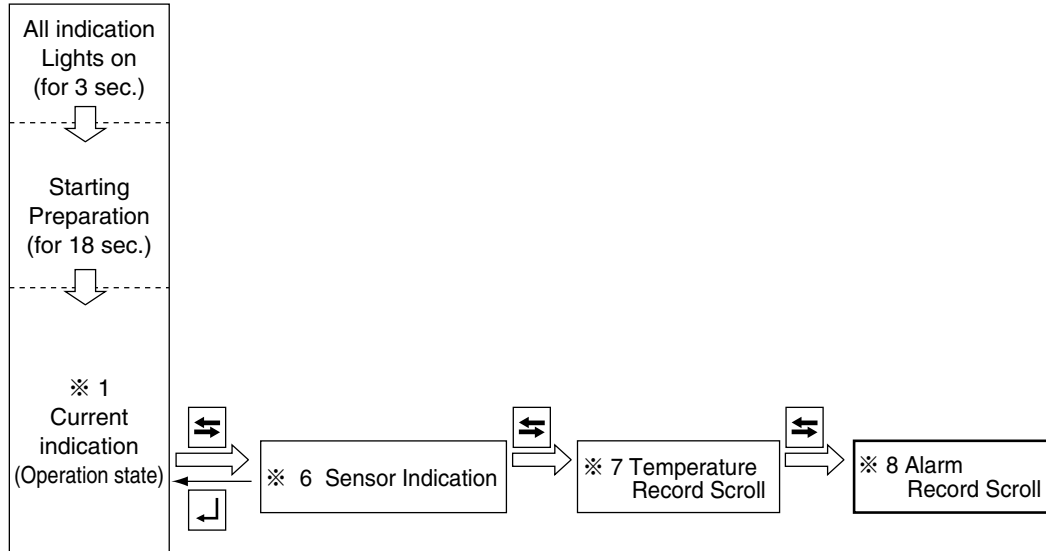 All indication
Lights on
(for 3 sec.)
Starting
Preparation
(for 18 sec.)
※ 1
Current
indication
(Operation state)
※ 6 Sensor Indication
※ 7 Temperature
Record Scroll
※ 8 Alarm
Record Scroll